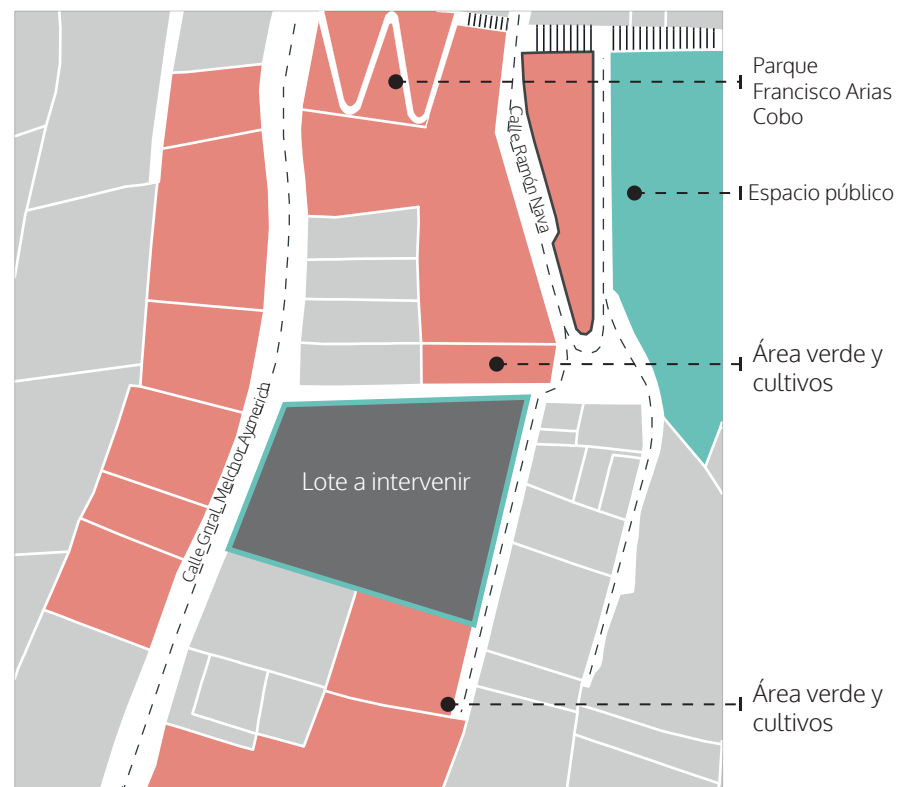 Parque
Francisco Arias
Cobo
Calle Ramón Nava
Espacio público
Área verde y
cultivos
Calle Gnral. Melchor Aymerich
Lote a intervenir
Área verde y
cultivos